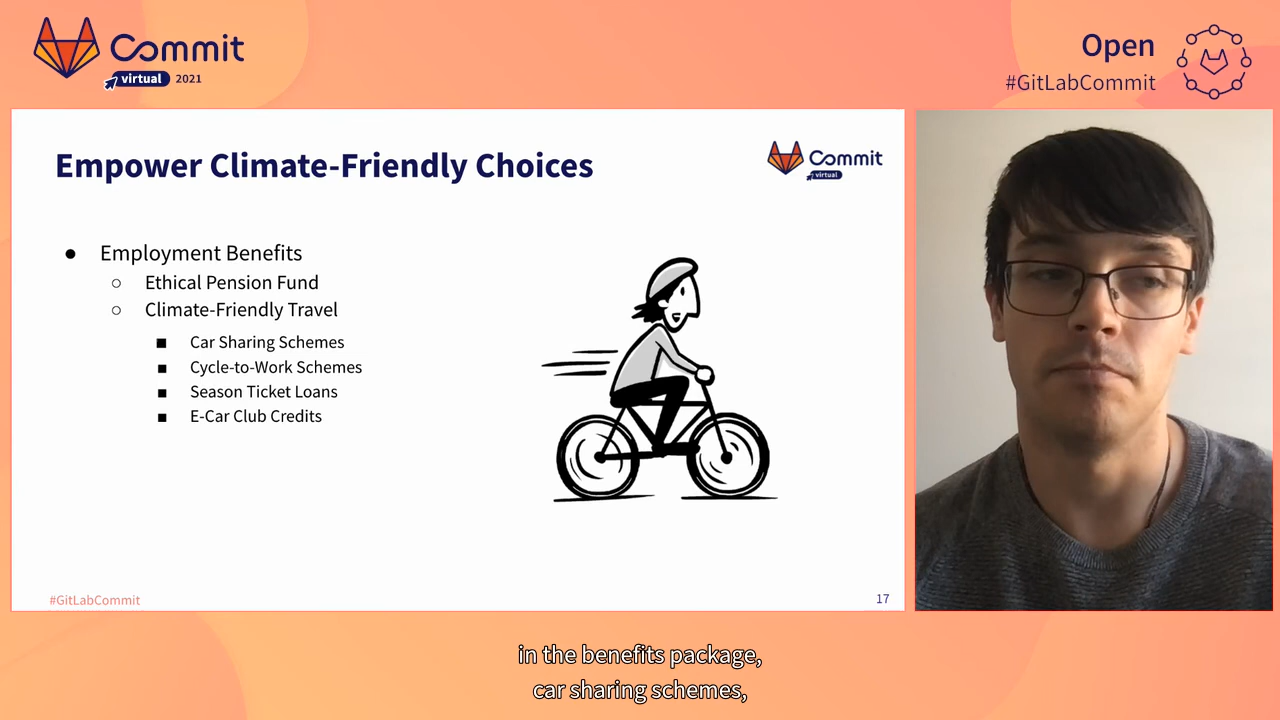 Commit
virtual 2021
Open
#GitLabCommit
Empower Climate-Friendly Choices
Commit
virtual
● Employment Benefits
○ Ethical Pension Fund
○ Climate-Friendly Travel
■ Car Sharing Schemes
■ Cycle-to-Work Schemes
■ Season Ticket Loans
■ E-Car Club Credits
#GitLabCommit
17
in the benefits package,
car sharing schemes,